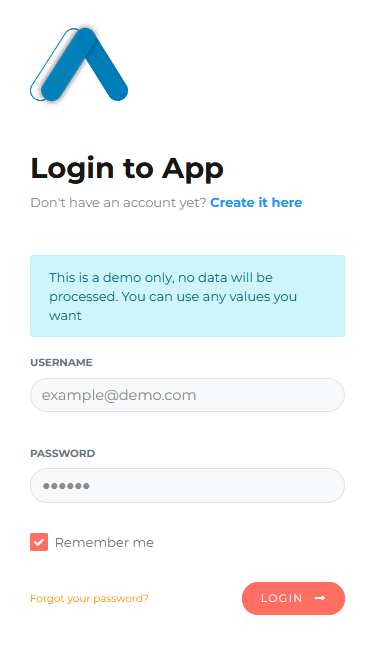 Login to App
Don't have an account yet? Create it here
This is a demo only, no data will be
processed. You can use any values you
want
USERNAME
example@demo.com
PASSWORD
••••••
Remember me
Forgot your password?
LOGIN